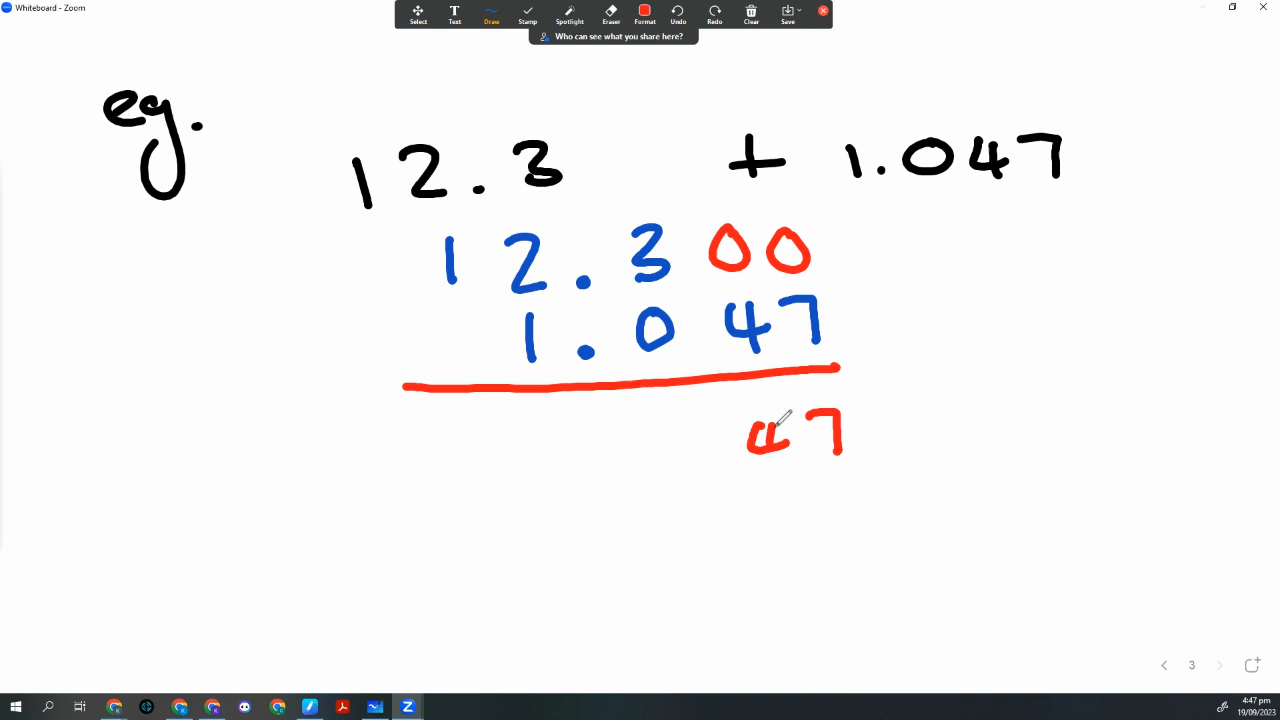 Whiteboard - Zoom
Select Text Draw Stamp Spotlight Eraser Format Undo Redo Clear Save
Who can see what you share here?
eg. 12.3 + 1.047
12.300
1.047
47
3
4:47 pm
19/09/2023